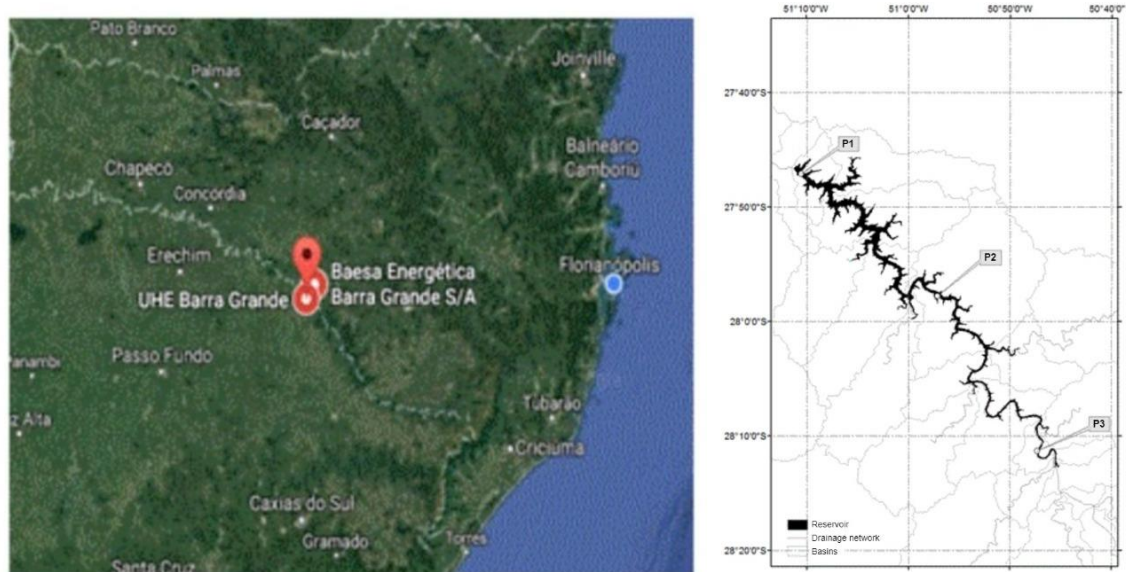 Pato Branco
Palmas
Joinville
Caçador
Balneário
Camboriú
Chapecó
Concórdia
Erechim
Baesa Energética
Barra Grande S/A
UHE Barra Grande
Florianópolis
Passo Fundo
Tubarão
Criciúma
Caxias do Sul
Gramado
Torres
Santa Cruz
51°10'0"W
51°0'0"W
50°50'0"W
50°40'0"W
27°40'0"S
27°50'0"S
28°0'0"S
28°10'0"S
28°20'0"S
P1
P2
P3
Reservoir
Drainage network
Basins